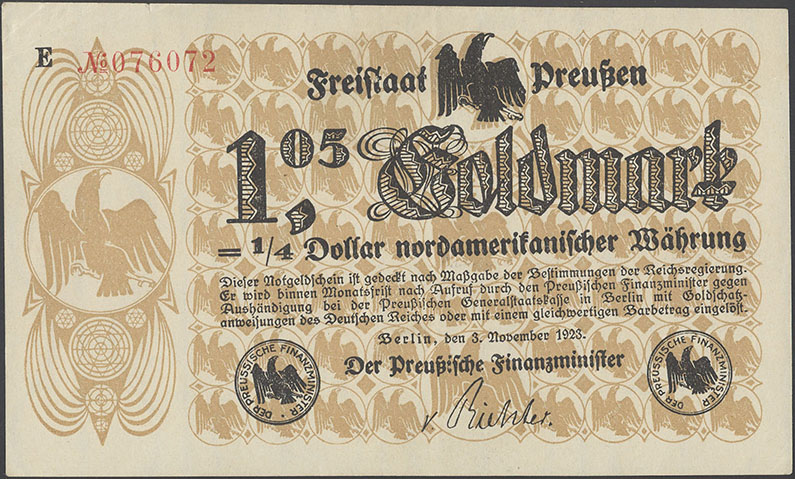 E №076072
Freistaat Preußen
1,05 Goldmark
= 1/4 Dollar nordamerikanischer Währung
Dieser Notgeldschein ist gedeckt nach Maßgabe der Bestimmungen der Reichsregierung.
Er wird binnen Monatsfrist nach Aufruf durch den Preußischen Finanzminister gegen
Aushändigung bei der Preußischen Generalstaatskasse in Berlin mit Goldschatz-
anweisungen des Deutschen Reiches oder mit einem gleichwertigen Barbetrag eingelöst.
Berlin, den 3. November 1923.
Der Preußische Finanzminister
v Richter.
DER PREUSSISCHE FINANZMINISTER
DER PREUSSISCHE FINANZMINISTER